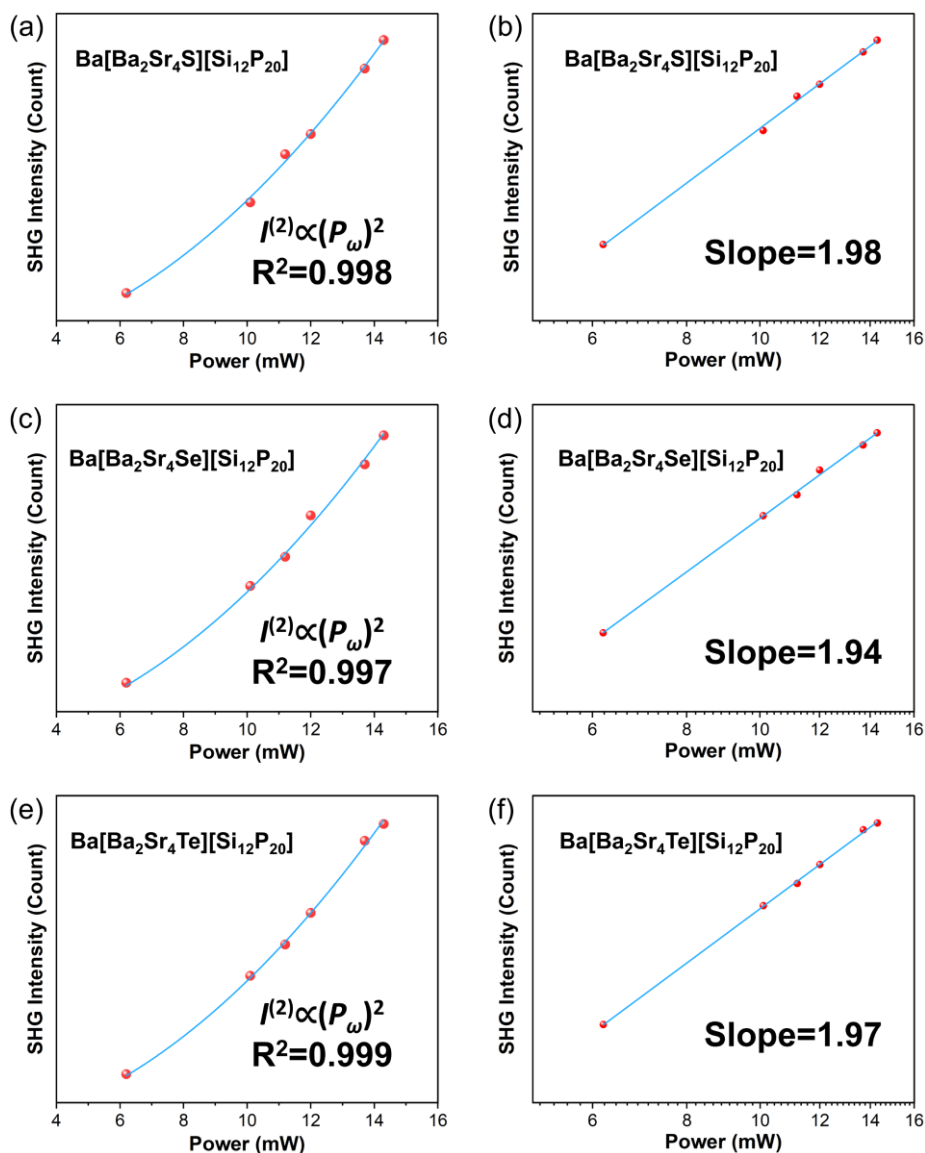 (a)
Ba[Ba₂Sr₄S][Si₁₂P₂₀]
SHG Intensity (Count)
I⁽²⁾∝(P_ω)²
R²=0.998
4 6 8 10 12 14 16
Power (mW)
(b)
Ba[Ba₂Sr₄S][Si₁₂P₂₀]
SHG Intensity (Count)
Slope=1.98
6 8 10 12 14 16
Power (mW)
(c)
Ba[Ba₂Sr₄Se][Si₁₂P₂₀]
SHG Intensity (Count)
I⁽²⁾∝(P_ω)²
R²=0.997
4 6 8 10 12 14 16
Power (mW)
(d)
Ba[Ba₂Sr₄Se][Si₁₂P₂₀]
SHG Intensity (Count)
Slope=1.94
6 8 10 12 14 16
Power (mW)
(e)
Ba[Ba₂Sr₄Te][Si₁₂P₂₀]
SHG Intensity (Count)
I⁽²⁾∝(P_ω)²
R²=0.999
4 6 8 10 12 14 16
Power (mW)
(f)
Ba[Ba₂Sr₄Te][Si₁₂P₂₀]
SHG Intensity (Count)
Slope=1.97
6 8 10 12 14 16
Power (mW)